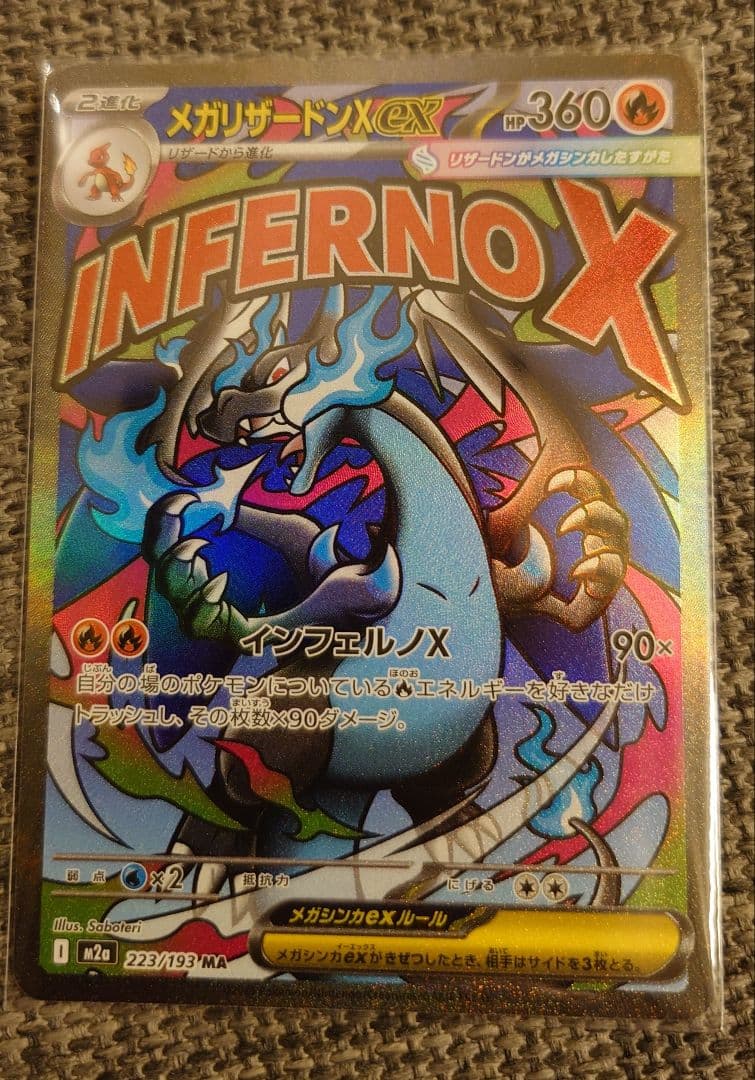 2進化
メガリザードンXex
HP360
リザードから進化
リザードンがメガシンカしたすがた
INFERNO X
インフェルノX 90×
自分の場のポケモンについている エネルギーを好きなだけ
トラッシュし、その枚数×90ダメージ。
弱点 ×2 抵抗力 にげる
Illus. Saboteri
メガシンカexルール
メガシンカexがきぜつしたとき、相手はサイドを3枚とる。
I m2a 223/193 MA